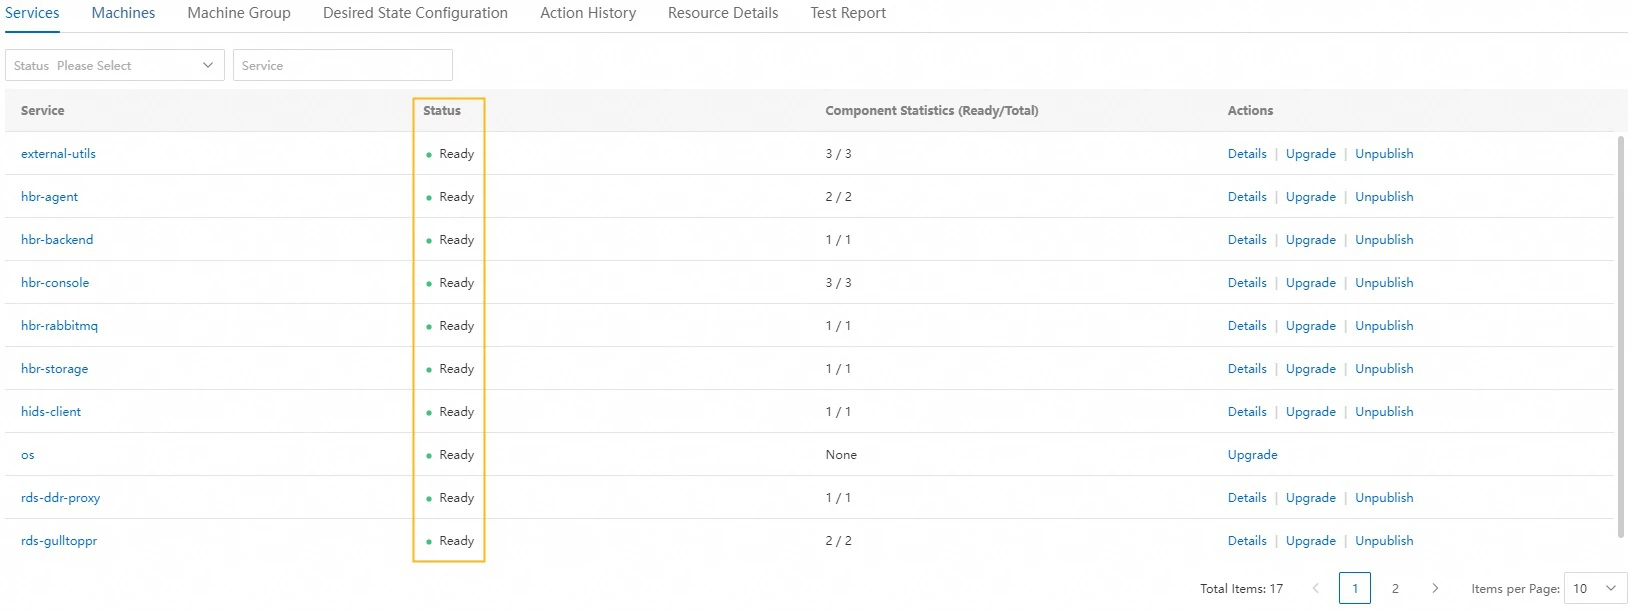 Services Machines Machine Group Desired State Configuration Action History Resource Details Test Report
Status Please Select Service
Service Status Component Statistics (Ready/Total) Actions
external-utils Ready 3 / 3 Details | Upgrade | Unpublish
hbr-agent Ready 2 / 2 Details | Upgrade | Unpublish
hbr-backend Ready 1 / 1 Details | Upgrade | Unpublish
hbr-console Ready 3 / 3 Details | Upgrade | Unpublish
hbr-rabbitmq Ready 1 / 1 Details | Upgrade | Unpublish
hbr-storage Ready 1 / 1 Details | Upgrade | Unpublish
hids-client Ready 1 / 1 Details | Upgrade | Unpublish
os Ready None Upgrade
rds-ddr-proxy Ready 1 / 1 Details | Upgrade | Unpublish
rds-gulltoppr Ready 2 / 2 Details | Upgrade | Unpublish
Total Items: 17 < 1 2 > Items per Page: 10